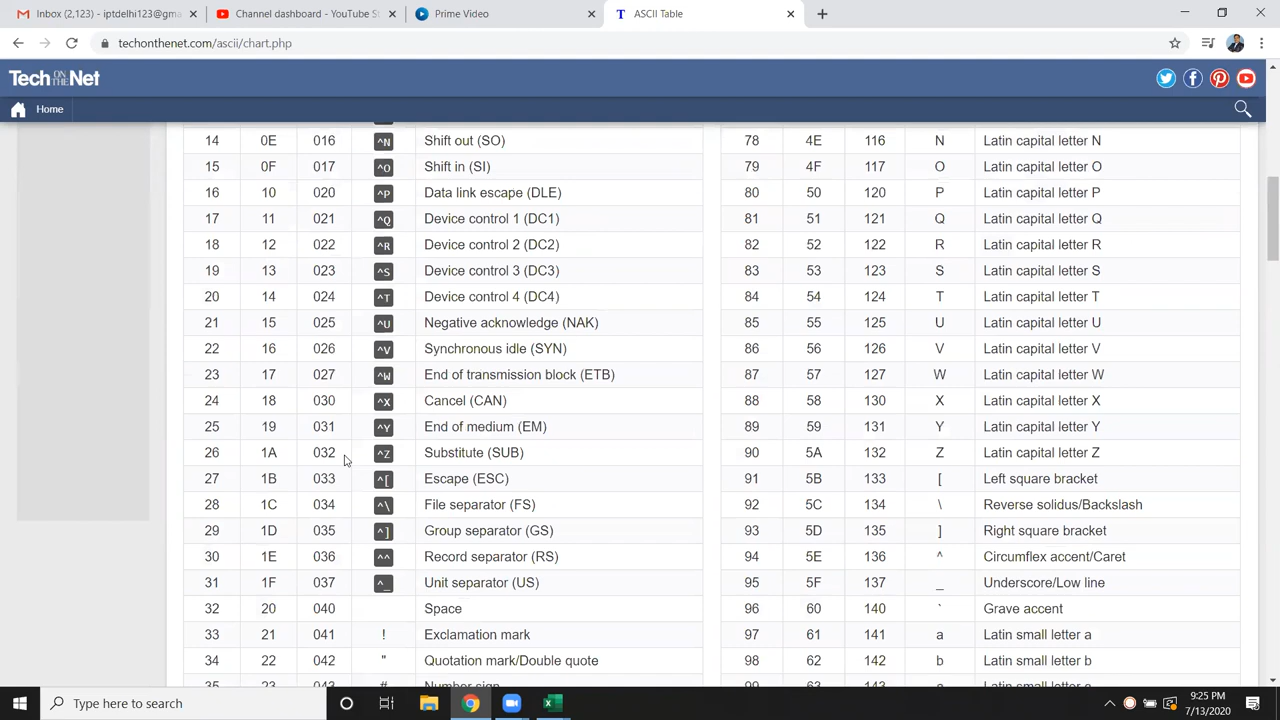 Inbox (2,123) - iptdelhi123@gma
Channel dashboard - YouTube St
Prime Video
ASCII Table
techonthenet.com/ascii/chart.php
Tech ON THE Net
Home
14 0E 016 ^N Shift out (SO) 78 4E 116 N Latin capital letter N
15 0F 017 ^O Shift in (SI) 79 4F 117 O Latin capital letter O
16 10 020 ^P Data link escape (DLE) 80 50 120 P Latin capital letter P
17 11 021 ^Q Device control 1 (DC1) 81 51 121 Q Latin capital letter Q
18 12 022 ^R Device control 2 (DC2) 82 52 122 R Latin capital letter R
19 13 023 ^S Device control 3 (DC3) 83 53 123 S Latin capital letter S
20 14 024 ^T Device control 4 (DC4) 84 54 124 T Latin capital letter T
21 15 025 ^U Negative acknowledge (NAK) 85 55 125 U Latin capital letter U
22 16 026 ^V Synchronous idle (SYN) 86 56 126 V Latin capital letter V
23 17 027 ^W End of transmission block (ETB) 87 57 127 W Latin capital letter W
24 18 030 ^X Cancel (CAN) 88 58 130 X Latin capital letter X
25 19 031 ^Y End of medium (EM) 89 59 131 Y Latin capital letter Y
26 1A 032 ^Z Substitute (SUB) 90 5A 132 Z Latin capital letter Z
27 1B 033 ^[ Escape (ESC) 91 5B 133 [ Left square bracket
28 1C 034 ^\ File separator (FS) 92 5C 134 \ Reverse solidus/Backslash
29 1D 035 ^] Group separator (GS) 93 5D 135 ] Right square bracket
30 1E 036 ^^ Record separator (RS) 94 5E 136 ^ Circumflex accent/Caret
31 1F 037 ^_ Unit separator (US) 95 5F 137 _ Underscore/Low line
32 20 040 Space 96 60 140 ` Grave accent
33 21 041 ! Exclamation mark 97 61 141 a Latin small letter a
34 22 042 " Quotation mark/Double quote 98 62 142 b Latin small letter b
35 23 043 # Number sign 99 63 143 c Latin small letter c
Type here to search
9:25 PM
7/13/2020